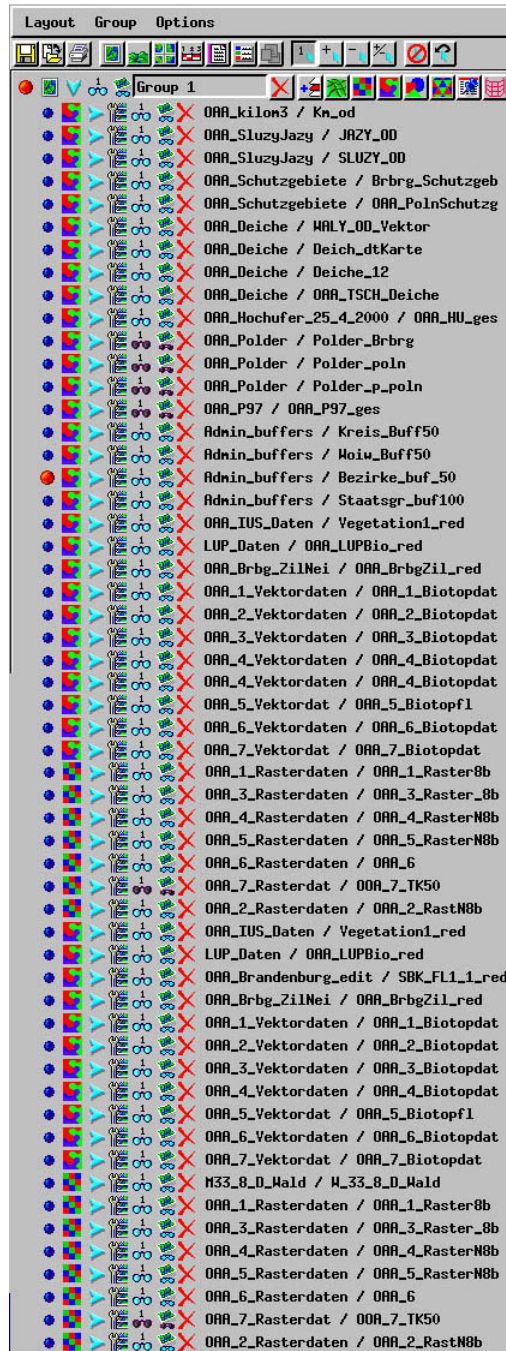 Layout Group Options
Group 1
OAA_kilom3 / Km_od
OAA_SluzyJazy / JAZY_OD
OAA_SluzyJazy / SLUZY_OD
OAA_Schutzgebiete / Brbrg_Schutzgeb
OAA_Schutzgebiete / OAA_PolnSchutzg
OAA_Deiche / WALY_OD_Vektor
OAA_Deiche / Deich_dtKarte
OAA_Deiche / Deiche_12
OAA_Deiche / OAA_TSCH_Deiche
OAA_Hochufer_25_4_2000 / OAA_HU_ges
OAA_Polder / Polder_Brbrg
OAA_Polder / Polder_poln
OAA_Polder / Polder_p_poln
OAA_P97 / OAA_P97_ges
Admin_buffers / Kreis_Buff50
Admin_buffers / Woiw_Buff50
Admin_buffers / Bezirke_buf_50
Admin_buffers / Staatsgr_buf100
OAA_IUS_Daten / Vegetation1_red
LUP_Daten / OAA_LUPBio_red
OAA_Brbg_ZilNei / OAA_BrbgZil_red
OAA_1_Vektordaten / OAA_1_Biotopdat
OAA_2_Vektordaten / OAA_2_Biotopdat
OAA_3_Vektordaten / OAA_3_Biotopdat
OAA_4_Vektordaten / OAA_4_Biotopdat
OAA_4_Vektordaten / OAA_4_Biotopdat
OAA_5_Vektordat / OAA_5_Biotopfl
OAA_6_Vektordaten / OAA_6_Biotopdat
OAA_7_Vektordat / OAA_7_Biotopdat
OAA_1_Rasterdaten / OAA_1_Raster8b
OAA_3_Rasterdaten / OAA_3_Raster_8b
OAA_4_Rasterdaten / OAA_4_RasterN8b
OAA_5_Rasterdaten / OAA_5_RasterN8b
OAA_6_Rasterdaten / OAA_6
OAA_7_Rasterdat / OOA_7_TK50
OAA_2_Rasterdaten / OAA_2_RastN8b
OAA_IUS_Daten / Vegetation1_red
LUP_Daten / OAA_LUPBio_red
OAA_Brandenburg_edit / SBK_FL1_1_red
OAA_Brbg_ZilNei / OAA_BrbgZil_red
OAA_1_Vektordaten / OAA_1_Biotopdat
OAA_2_Vektordaten / OAA_2_Biotopdat
OAA_3_Vektordaten / OAA_3_Biotopdat
OAA_4_Vektordaten / OAA_4_Biotopdat
OAA_5_Vektordat / OAA_5_Biotopfl
OAA_6_Vektordaten / OAA_6_Biotopdat
OAA_7_Vektordat / OAA_7_Biotopdat
M33_8_D_Wald / W_33_8_D_Wald
OAA_1_Rasterdaten / OAA_1_Raster8b
OAA_3_Rasterdaten / OAA_3_Raster_8b
OAA_4_Rasterdaten / OAA_4_RasterN8b
OAA_5_Rasterdaten / OAA_5_RasterN8b
OAA_6_Rasterdaten / OAA_6
OAA_7_Rasterdat / OOA_7_TK50
OAA_2_Rasterdaten / OAA_2_RastN8b